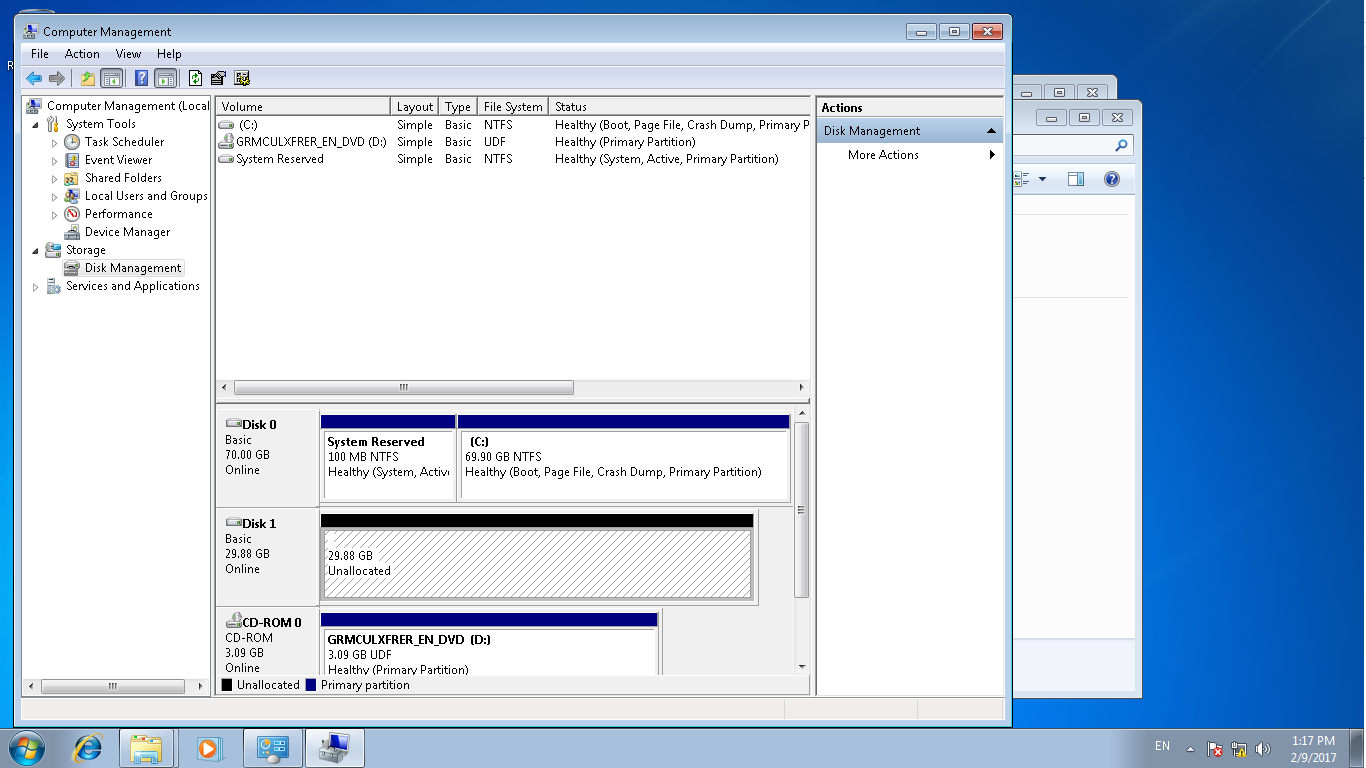 Computer Management
File Action View Help
Computer Management (Local
System Tools
Task Scheduler
Event Viewer
Shared Folders
Local Users and Groups
Performance
Device Manager
Storage
Disk Management
Services and Applications
Volume Layout Type File System Status
(C:) Simple Basic NTFS Healthy (Boot, Page File, Crash Dump, Primary P
GRMCULXFRER_EN_DVD (D:) Simple Basic UDF Healthy (Primary Partition)
System Reserved Simple Basic NTFS Healthy (System, Active, Primary Partition)
Disk 0
Basic
70.00 GB
Online
System Reserved
100 MB NTFS
Healthy (System, Activ
(C:)
69.90 GB NTFS
Healthy (Boot, Page File, Crash Dump, Primary Partition)
Disk 1
Basic
29.88 GB
Online
29.88 GB
Unallocated
CD-ROM 0
CD-ROM
3.09 GB
Online
GRMCULXFRER_EN_DVD (D:)
3.09 GB UDF
Healthy (Primary Partition)
Unallocated Primary partition
Actions
Disk Management
More Actions
R
EN
1:17 PM
2/9/2017